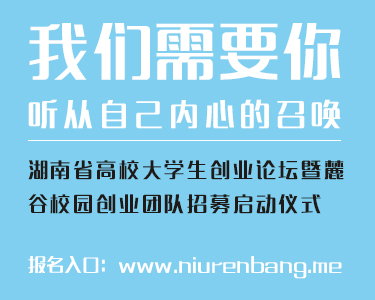 我们需要你
听从自己内心的召唤
湖南省高校大学生创业论坛暨麓
谷校园创业团队招募启动仪式
报名入口：www.niurenbang.me